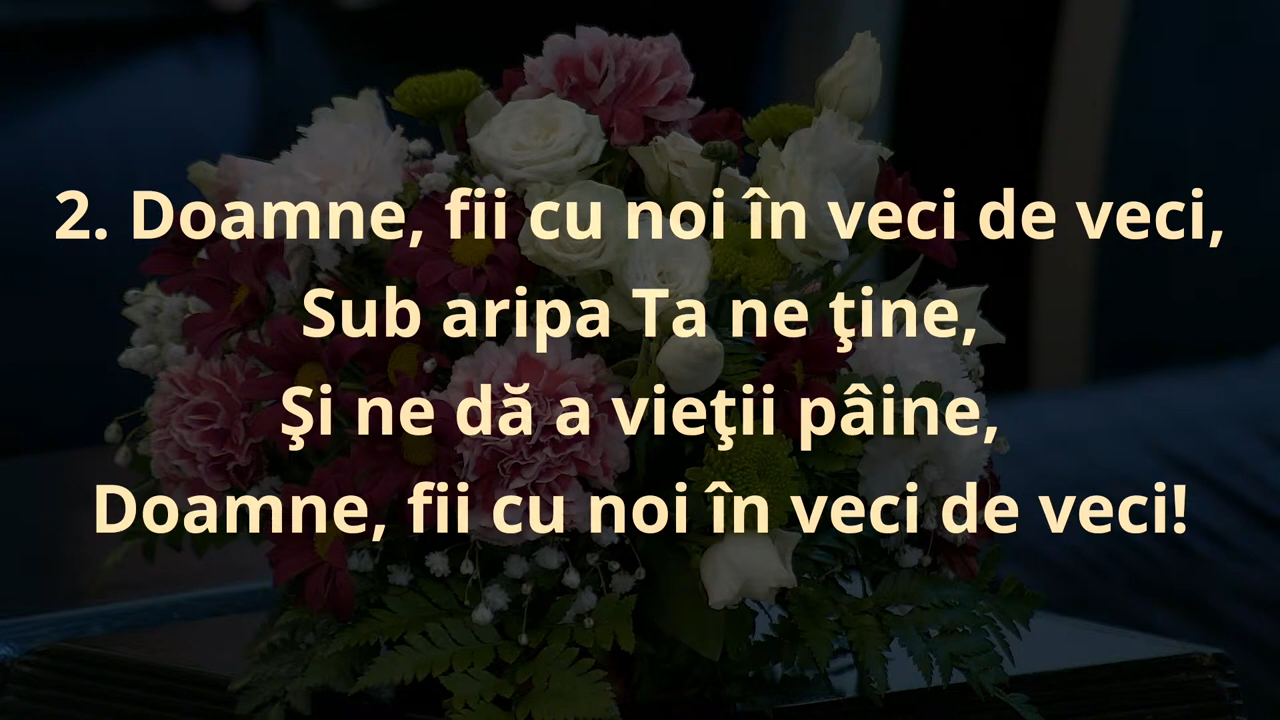 2. Doamne, fii cu noi în veci de veci,
Sub aripa Ta ne ţine,
Şi ne dă a vieţii pâine,
Doamne, fii cu noi în veci de veci!